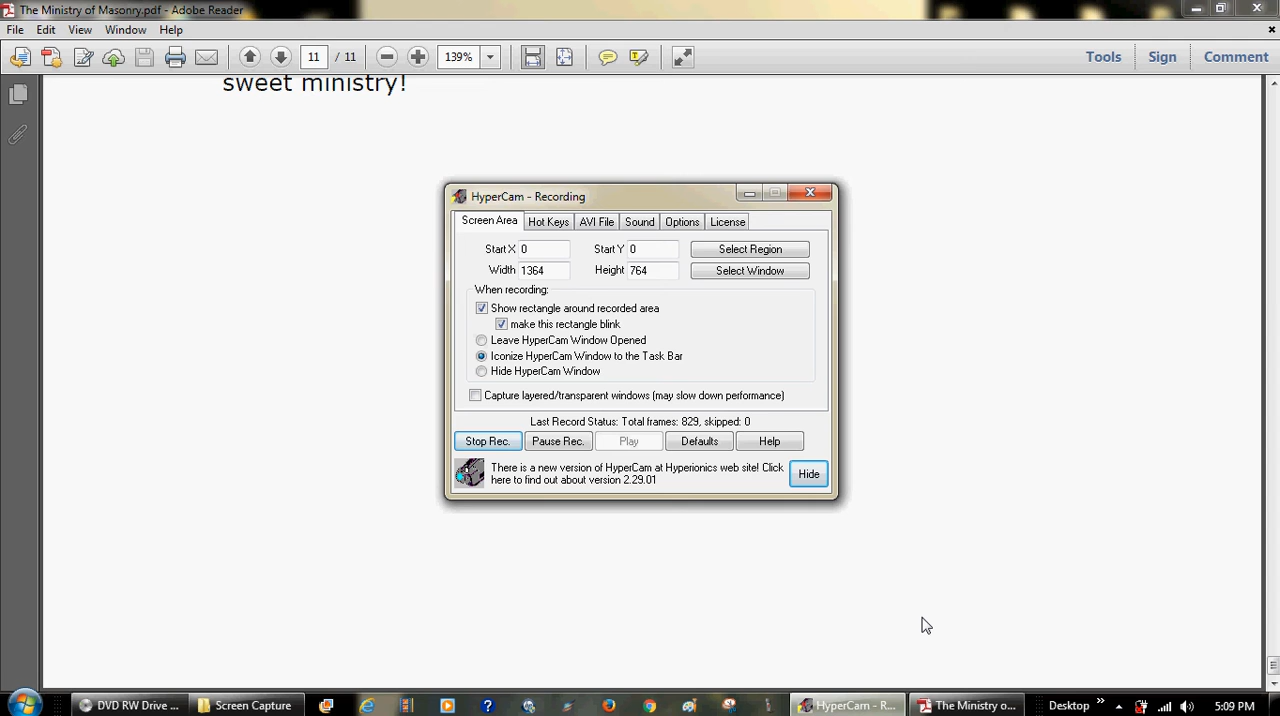 The Ministry of Masonry.pdf - Adobe Reader
File Edit View Window Help
11 / 11 139% Tools Sign Comment
sweet ministry!
HyperCam - Recording
Screen Area Hot Keys AVI File Sound Options License
Start X 0 Start Y 0 Select Region
Width 1364 Height 764 Select Window
When recording:
Show rectangle around recorded area
make this rectangle blink
Leave HyperCam Window Opened
Iconize HyperCam Window to the Task Bar
Hide HyperCam Window
Capture layered/transparent windows (may slow down performance)
Last Record Status: Total frames: 829, skipped: 0
Stop Rec. Pause Rec. Play Defaults Help
There is a new version of HyperCam at Hyperionics web site! Click
here to find out about version 2.29.01
Hide
DVD RW Drive ... Screen Capture HyperCam - R... The Ministry o... Desktop 5:09 PM